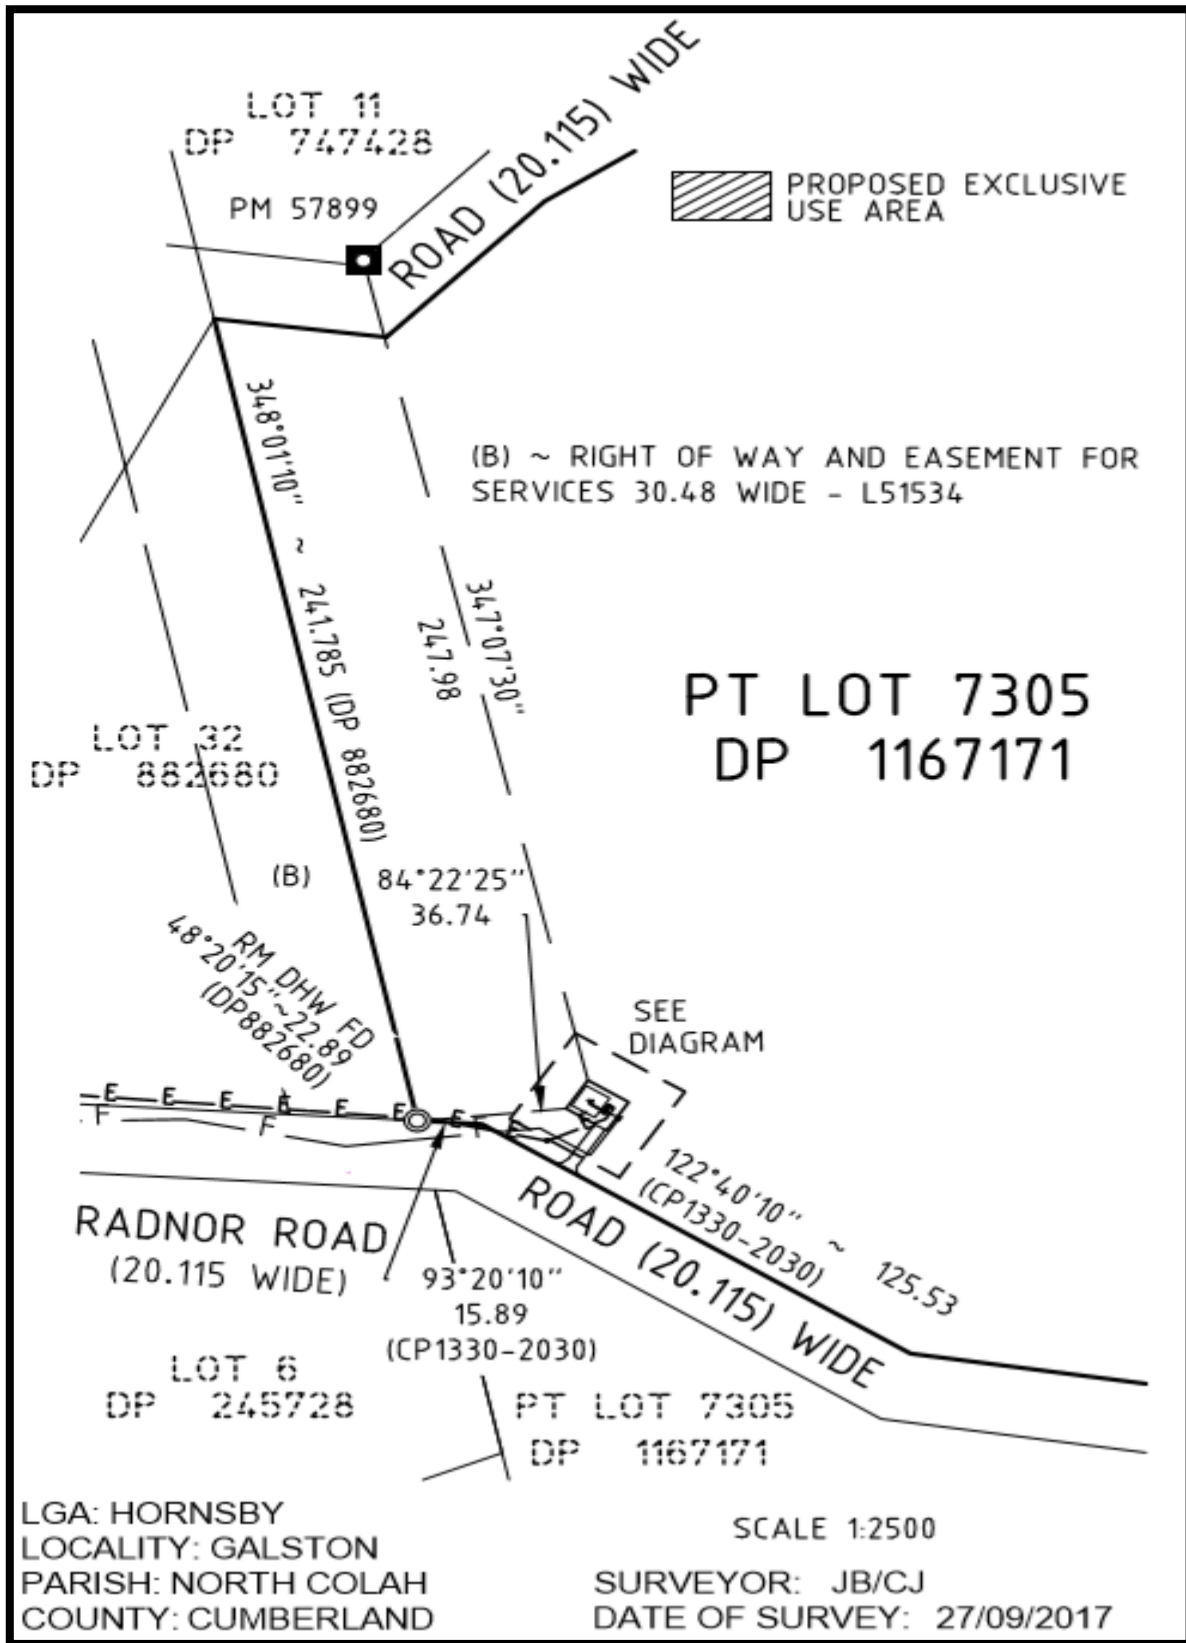 LOT 11
DP 747428
PM 57899
ROAD (20.115) WIDE
PROPOSED EXCLUSIVE
USE AREA
348°01'10" ~ 241.785 (DP 882680)
(B) ~ RIGHT OF WAY AND EASEMENT FOR
SERVICES 30.48 WIDE - L51534
347°07'30"
247.98
PT LOT 7305
DP 1167171
LOT 32
DP 882680
(B)
84°22'25"
36.74
RM DHW FD
48°20'15"~22.89
(DP882680)
SEE
DIAGRAM
E E E E E E E
F F
122°40'10" ~ 125.53
(CP1330-2030)
ROAD (20.115) WIDE
RADNOR ROAD
(20.115 WIDE)
93°20'10"
15.89
(CP1330-2030)
LOT 6
DP 245728
PT LOT 7305
DP 1167171
LGA: HORNSBY
LOCALITY: GALSTON
PARISH: NORTH COLAH
COUNTY: CUMBERLAND
SCALE 1:2500
SURVEYOR: JB/CJ
DATE OF SURVEY: 27/09/2017